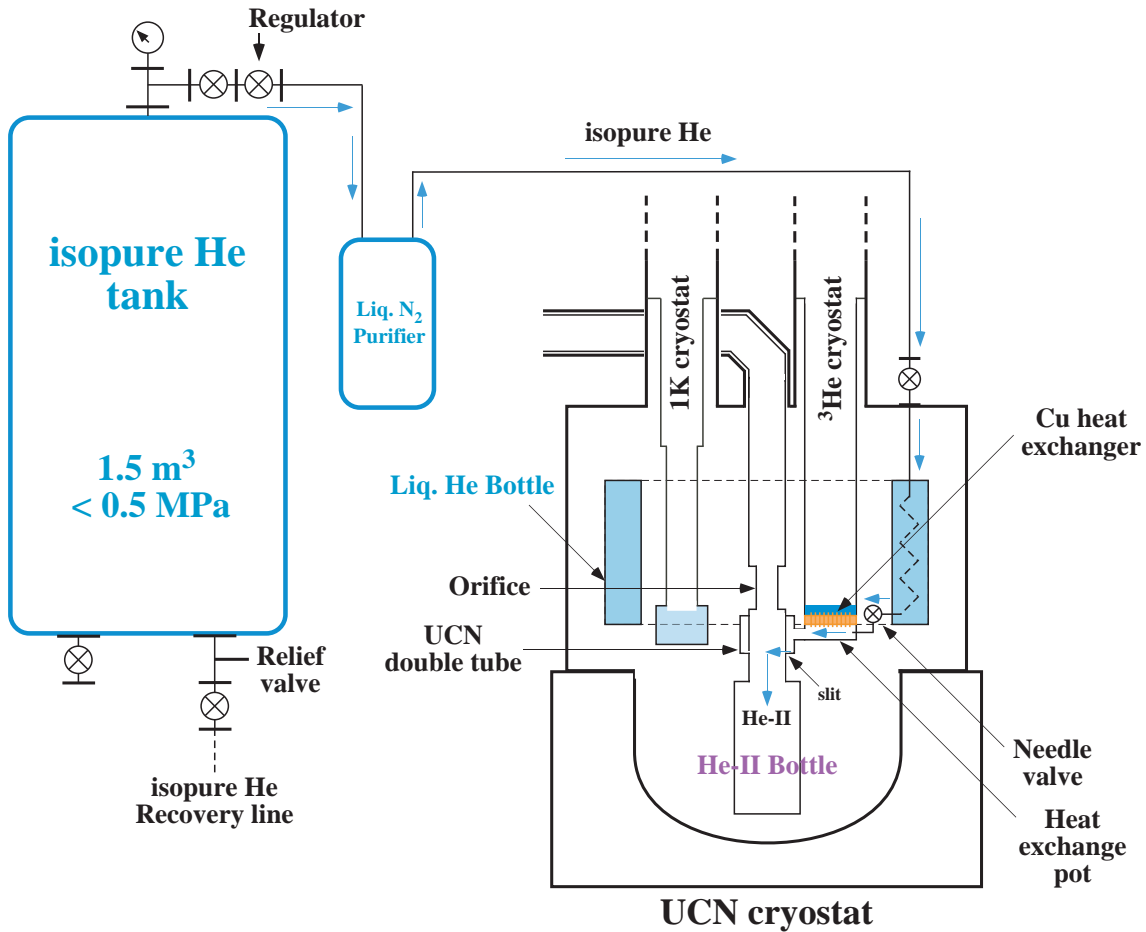 Regulator
isopure He
isopure He
tank
Liq. N2
Purifier
1K cryostat
3He cryostat
Cu heat
exchanger
1.5 m3
< 0.5 MPa
Liq. He Bottle
Orifice
UCN
double tube
Relief
valve
slit
He-II
He-II Bottle
Needle
valve
isopure He
Recovery line
Heat
exchange
pot
UCN cryostat